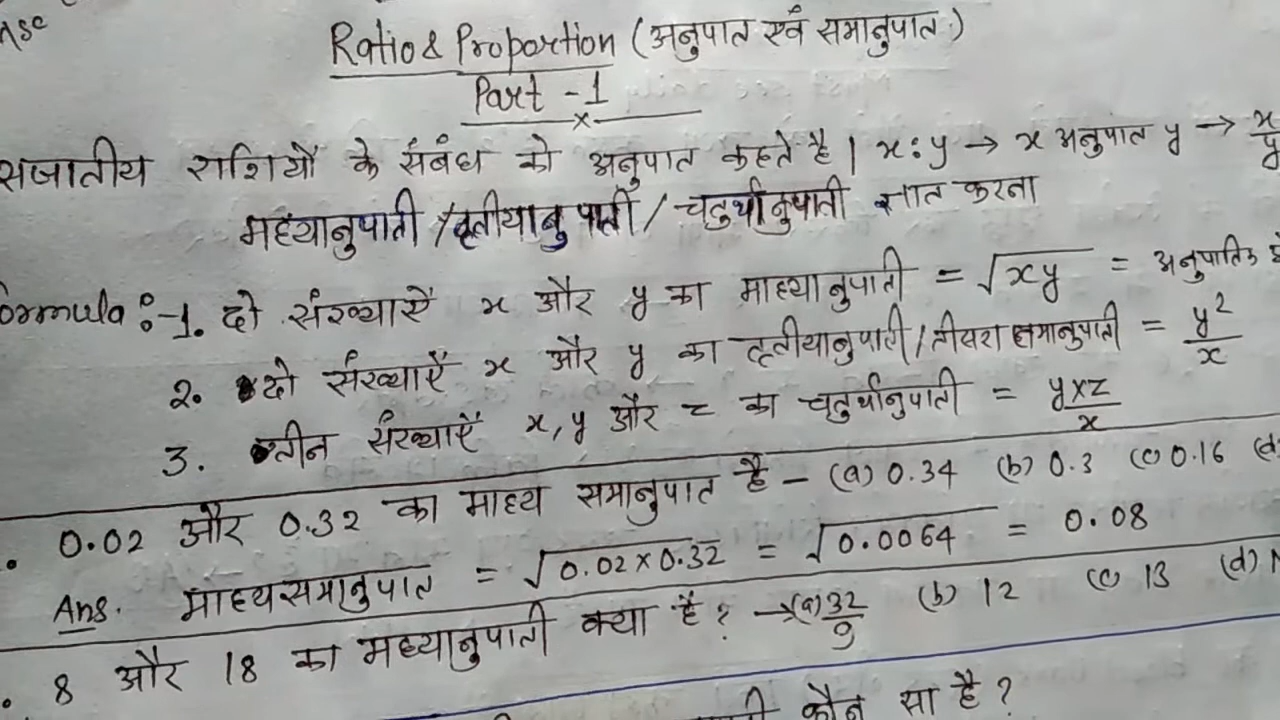 Ratio & Proportion (अनुपात एवं समानुपात)
Part - 1
सजातीय राशियों के संबंध को अनुपात कहते है | x : y → x अनुपात y → x/y
मध्यानुपाती / तृतीयानुपाती / चतुर्थानुपाती ज्ञात करना
Formula :- 1. दो संख्याएें x और y का माध्यानुपाती = √xy = अनुपातिक
2. दो संख्याएें x और y का तृतीयानुपाती / तीसरा समानुपाती = y²/x
3. तीन संख्याएें x, y और z का चतुर्थानुपाती = y×z/x
0.02 और 0.32 का माध्य समानुपात है - (a) 0.34 (b) 0.3 (c) 0.16 (d)
Ans. माध्यसमानुपात = √0.02 × 0.32 = √0.0064 = 0.08
8 और 18 का मध्यानुपाती क्या है? → (a) 32/9 (b) 12 (c) 13 (d)
कौन सा है?